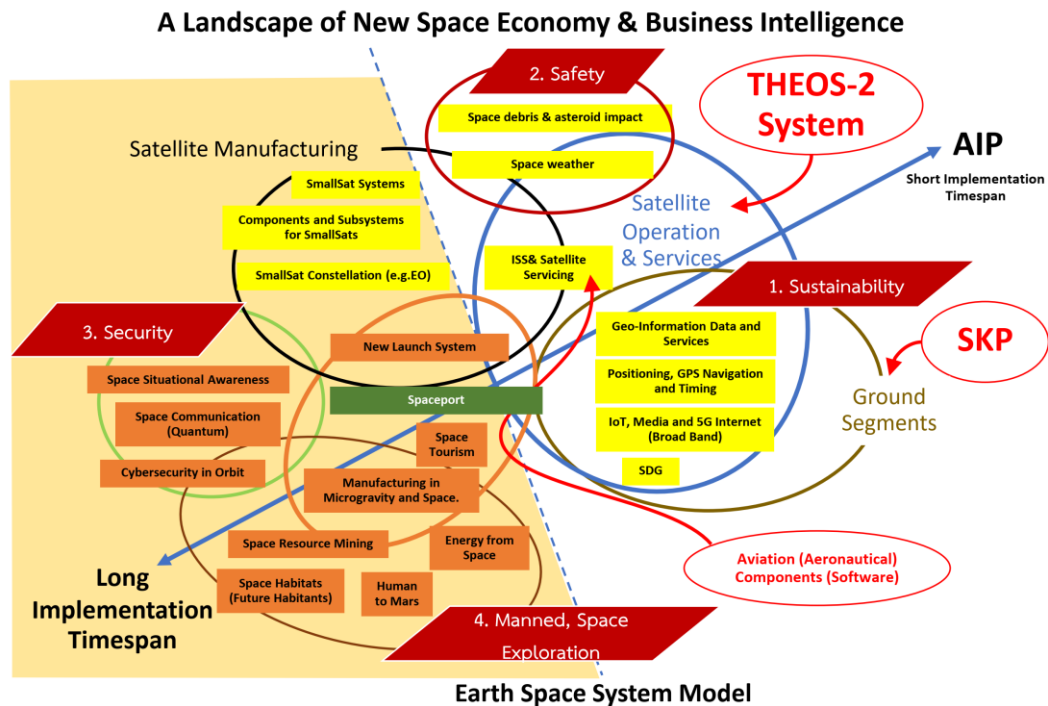 A Landscape of New Space Economy & Business Intelligence
2. Safety
THEOS-2
System
Space debris & asteroid impact
Satellite Manufacturing
Space weather
AIP
Short Implementation
Timespan
SmallSat Systems
Satellite
Operation
& Services
Components and Subsystems
for SmallSats
ISS& Satellite
Servicing
SmallSat Constellation (e.g.EO)
1. Sustainability
3. Security
Geo-Information Data and
Services
SKP
New Launch System
Space Situational Awareness
Positioning, GPS Navigation
and Timing
Spaceport
Ground
Segments
Space Communication
(Quantum)
IoT, Media and 5G Internet
(Broad Band)
Space
Tourism
Cybersecurity in Orbit
SDG
Manufacturing in
Microgravity and Space.
Space Resource Mining
Energy from
Space
Aviation (Aeronautical)
Components (Software)
Long
Implementation
Timespan
Space Habitats
(Future Habitants)
Human
to Mars
4. Manned, Space
Exploration
Earth Space System Model